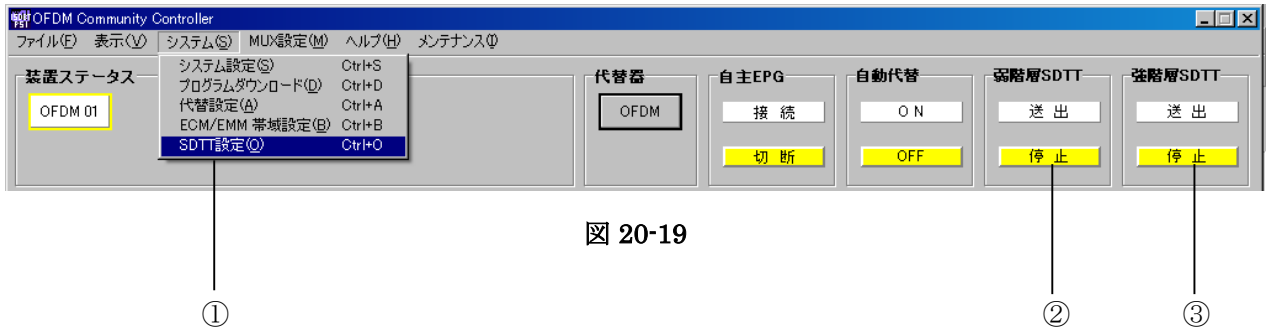 OFDM Community Controller
ファイル(F) 表示(V) システム(S) MUX設定(M) ヘルプ(H) メンテナンス(I)
システム設定(S) Ctrl+S
プログラムダウンロード(D) Ctrl+D
代替設定(A) Ctrl+A
ECM/EMM 帯域設定(B) Ctrl+B
SDTT設定(O) Ctrl+O
装置ステータス
OFDM 01
代替器
OFDM
自主EPG
接 続
切 断
自動代替
O N
OFF
弱階層SDTT
送 出
停 止
強階層SDTT
送 出
停 止
図 20-19
① ② ③